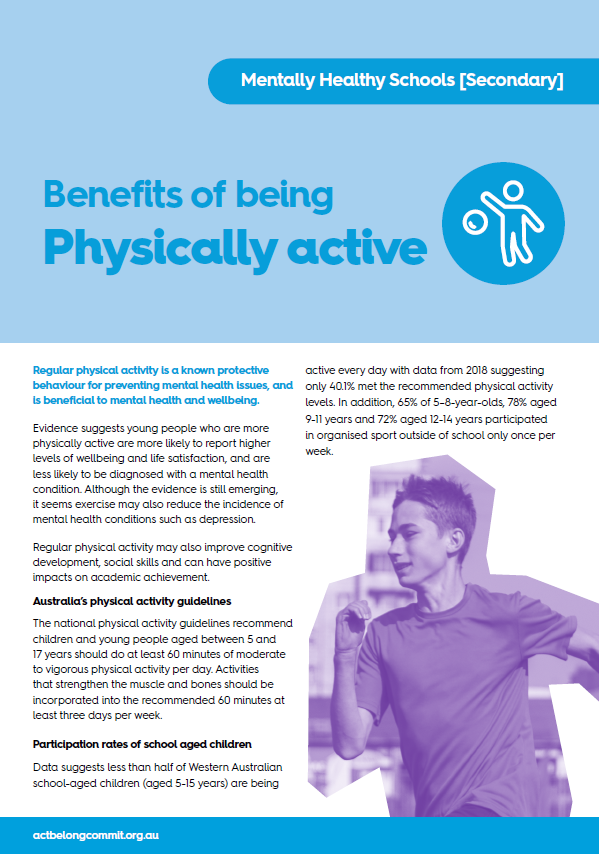 Mentally Healthy Schools [Secondary]
Benefits of being
Physically active
Regular physical activity is a known protective
behaviour for preventing mental health issues, and
is beneficial to mental health and wellbeing.
Evidence suggests young people who are more
physically active are more likely to report higher
levels of wellbeing and life satisfaction, and are
less likely to be diagnosed with a mental health
condition. Although the evidence is still emerging,
it seems exercise may also reduce the incidence of
mental health conditions such as depression.
Regular physical activity may also improve cognitive
development, social skills and can have positive
impacts on academic achievement.
Australia's physical activity guidelines
The national physical activity guidelines recommend
children and young people aged between 5 and
17 years should do at least 60 minutes of moderate
to vigorous physical activity per day. Activities
that strengthen the muscle and bones should be
incorporated into the recommended 60 minutes at
least three days per week.
Participation rates of school aged children
Data suggests less than half of Western Australian
school-aged children (aged 5-15 years) are being
active every day with data from 2018 suggesting
only 40.1% met the recommended physical activity
levels. In addition, 65% of 5-8-year-olds, 78% aged
9-11 years and 72% aged 12-14 years participated
in organised sport outside of school only once per
week.
actbelongcommit.org.au